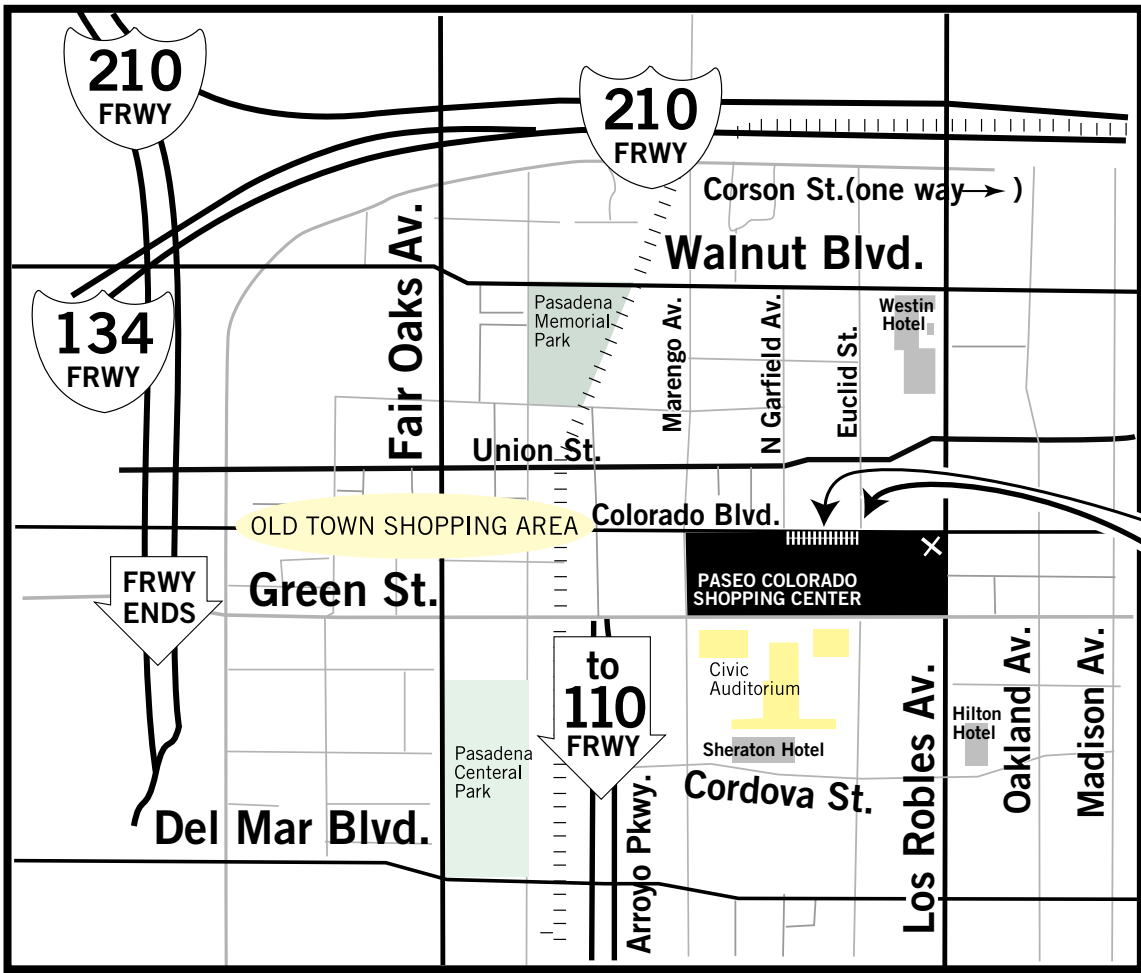 210
FRWY
210
FRWY
Corson St.(one way → )
Walnut Blvd.
Fair Oaks Av.
134
FRWY
Pasadena
Memorial
Park
Marengo Av.
N Garfield Av.
Euclid St.
Westin
Hotel
Union St.
OLD TOWN SHOPPING AREA
Colorado Blvd.
FRWY
ENDS
Green St.
PASEO COLORADO
SHOPPING CENTER
to
110
FRWY
Civic
Auditorium
Los Robles Av.
Oakland Av.
Madison Av.
Hilton
Hotel
Pasadena
Centeral
Park
Sheraton Hotel
Cordova St.
Arroyo Pkwy.
Del Mar Blvd.